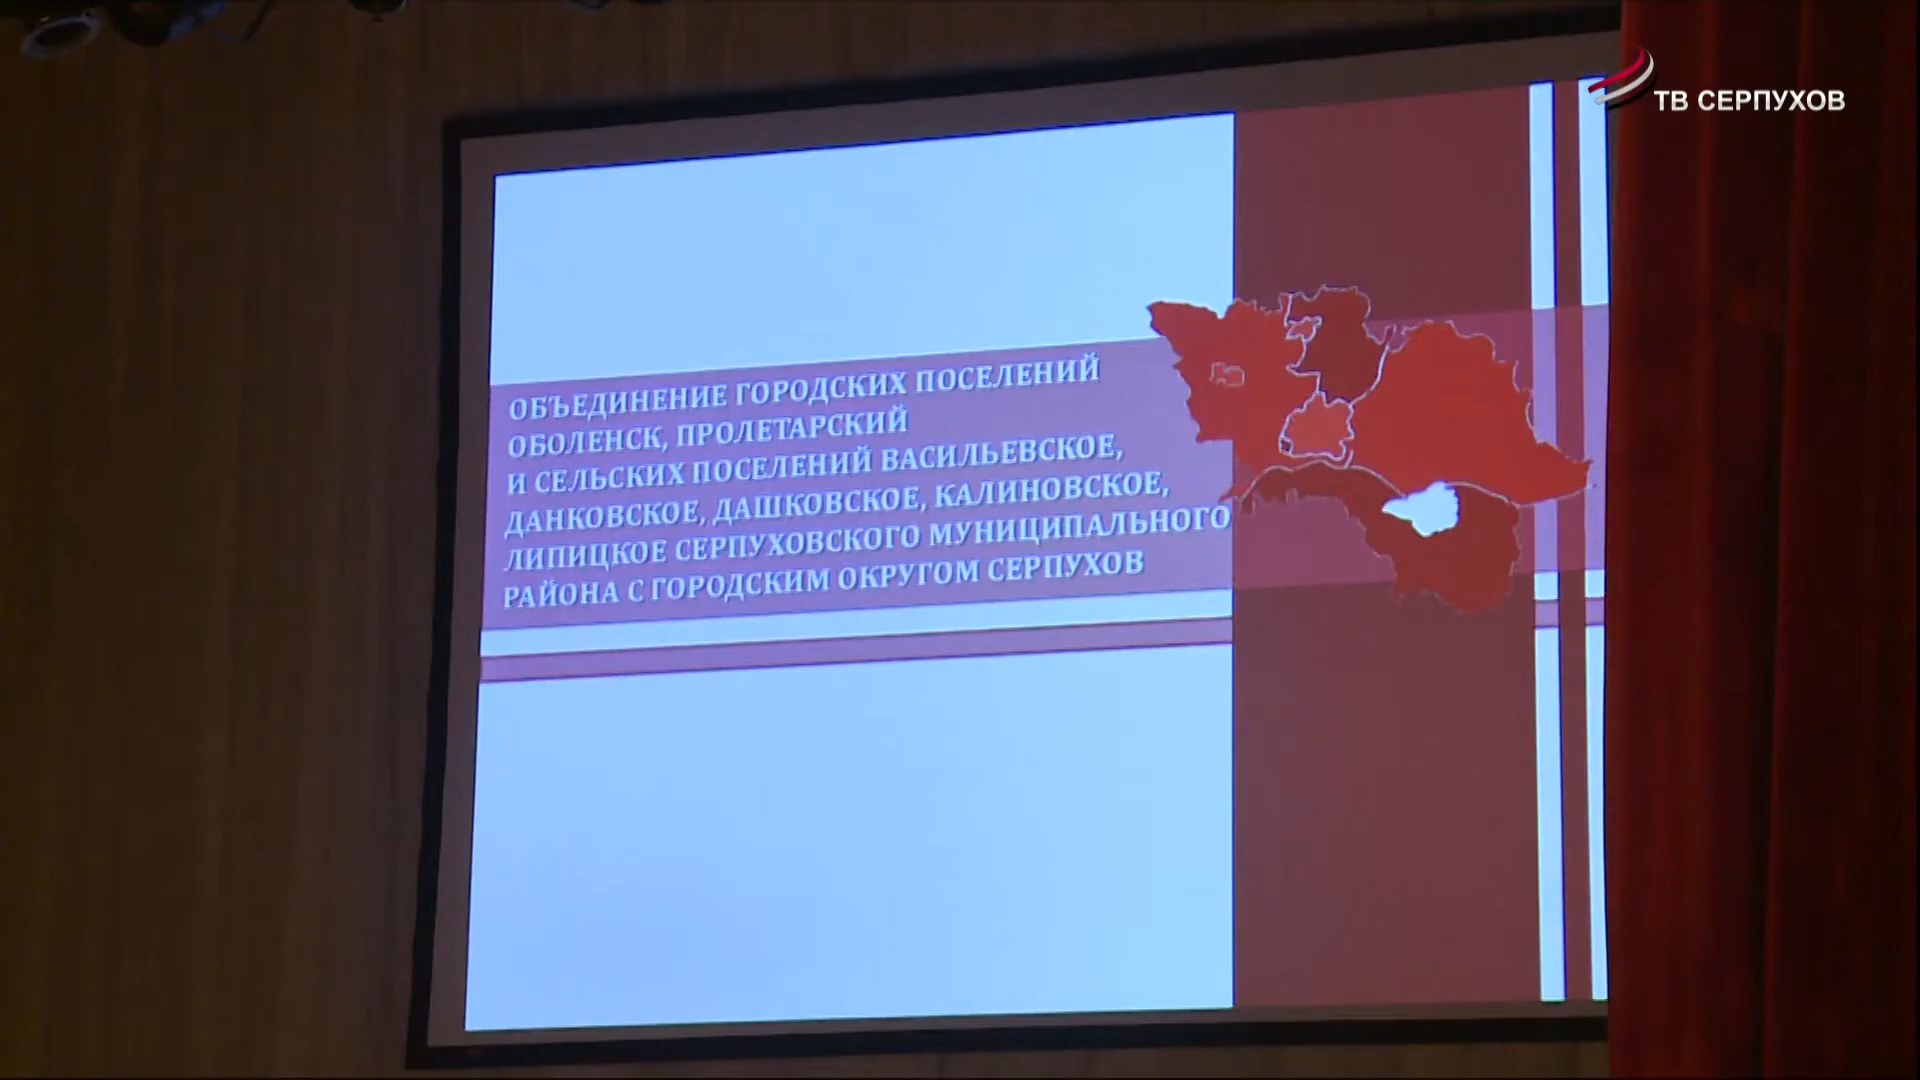 ТВ СЕРПУХОВ
ОБЪЕДИНЕНИЕ ГОРОДСКИХ ПОСЕЛЕНИЙ
ОБОЛЕНСК, ПРОЛЕТАРСКИЙ
И СЕЛЬСКИХ ПОСЕЛЕНИЙ ВАСИЛЬЕВСКОЕ,
ДАНКОВСКОЕ, ДАШКОВСКОЕ, КАЛИНОВСКОЕ,
ЛИПИЦКОЕ СЕРПУХОВСКОГО МУНИЦИПАЛЬНОГО
РАЙОНА С ГОРОДСКИМ ОКРУГОМ СЕРПУХОВ